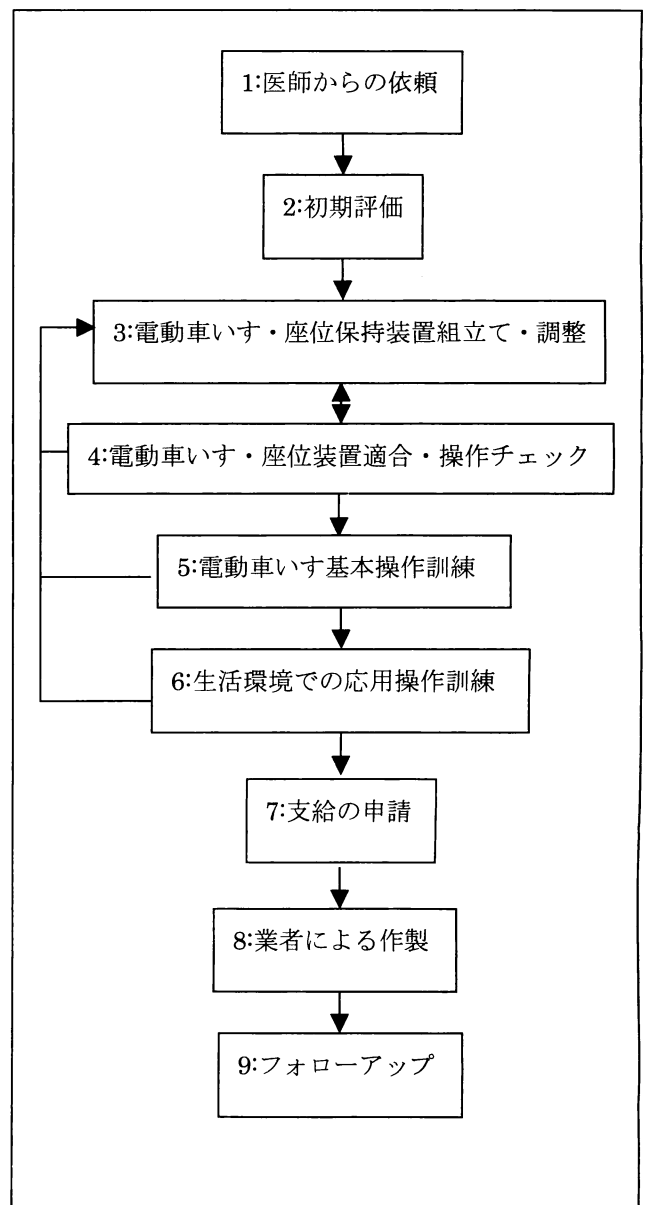 1:医師からの依頼
2:初期評価
3:電動車いす・座位保持装置組立て・調整
4:電動車いす・座位装置適合・操作チェック
5:電動車いす基本操作訓練
6:生活環境での応用操作訓練
7:支給の申請
8:業者による作製
9:フォローアップ